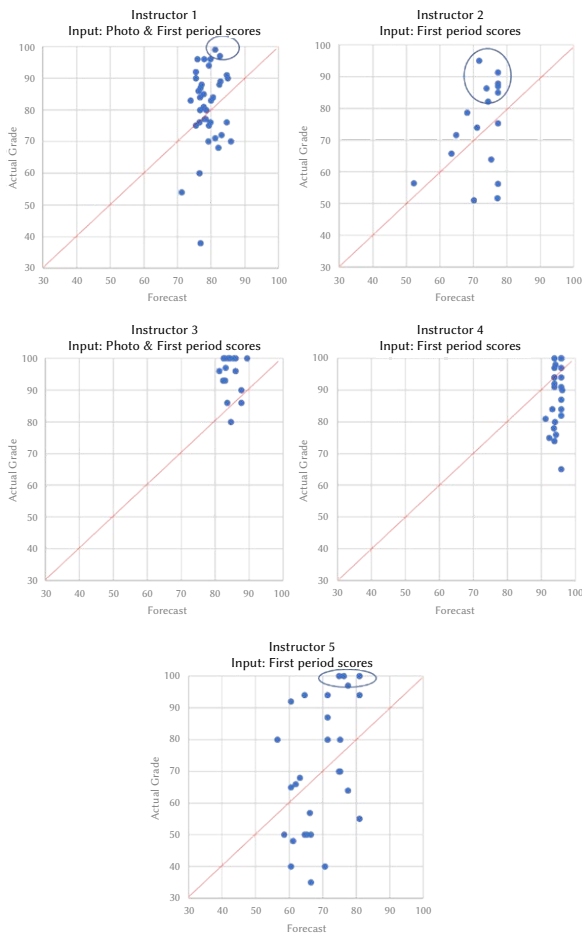 Instructor 1
Input: Photo & First period scores
100
90
80
70
60
50
40
30
Actual Grade
30 40 50 60 70 80 90 100
Forecast
Instructor 2
Input: First period scores
100
90
80
70
60
50
40
30
Actual Grade
30 40 50 60 70 80 90 100
Forecast
Instructor 3
Input: Photo & First period scores
100
90
80
70
60
50
40
30
Actual Grade
30 40 50 60 70 80 90 100
Forecast
Instructor 4
Input: First period scores
100
90
80
70
60
50
40
30
Actual Grade
30 40 50 60 70 80 90 100
Forecast
Instructor 5
Input: First period scores
100
90
80
70
60
50
40
30
Actual Grade
30 40 50 60 70 80 90 100
Forecast